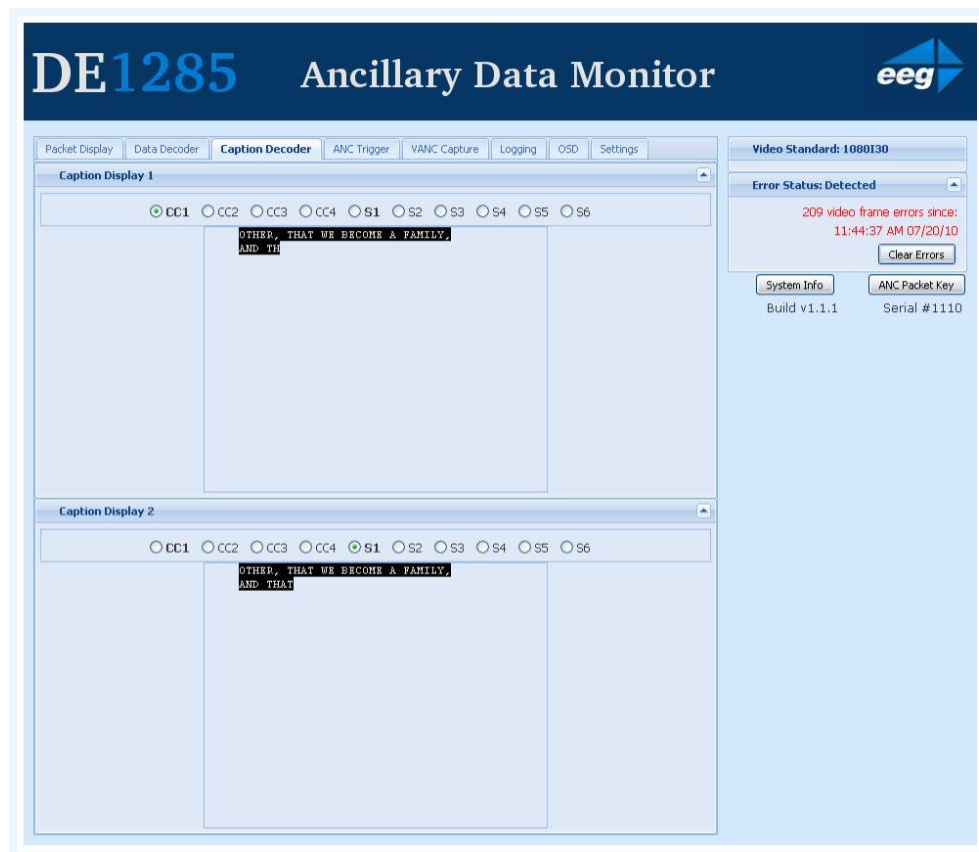 DE1285 Ancillary Data Monitor eeg
Packet Display Data Decoder Caption Decoder ANC Trigger VANC Capture Logging OSD Settings
Caption Display 1
CC1 CC2 CC3 CC4 S1 S2 S3 S4 S5 S6
OTHER, THAT WE BECOME A FAMILY,
AND TH
Caption Display 2
CC1 CC2 CC3 CC4 S1 S2 S3 S4 S5 S6
OTHER, THAT WE BECOME A FAMILY,
AND THAT
Video Standard: 1080I30
Error Status: Detected
209 video frame errors since:
11:44:37 AM 07/20/10
Clear Errors
System Info ANC Packet Key
Build v1.1.1 Serial #1110